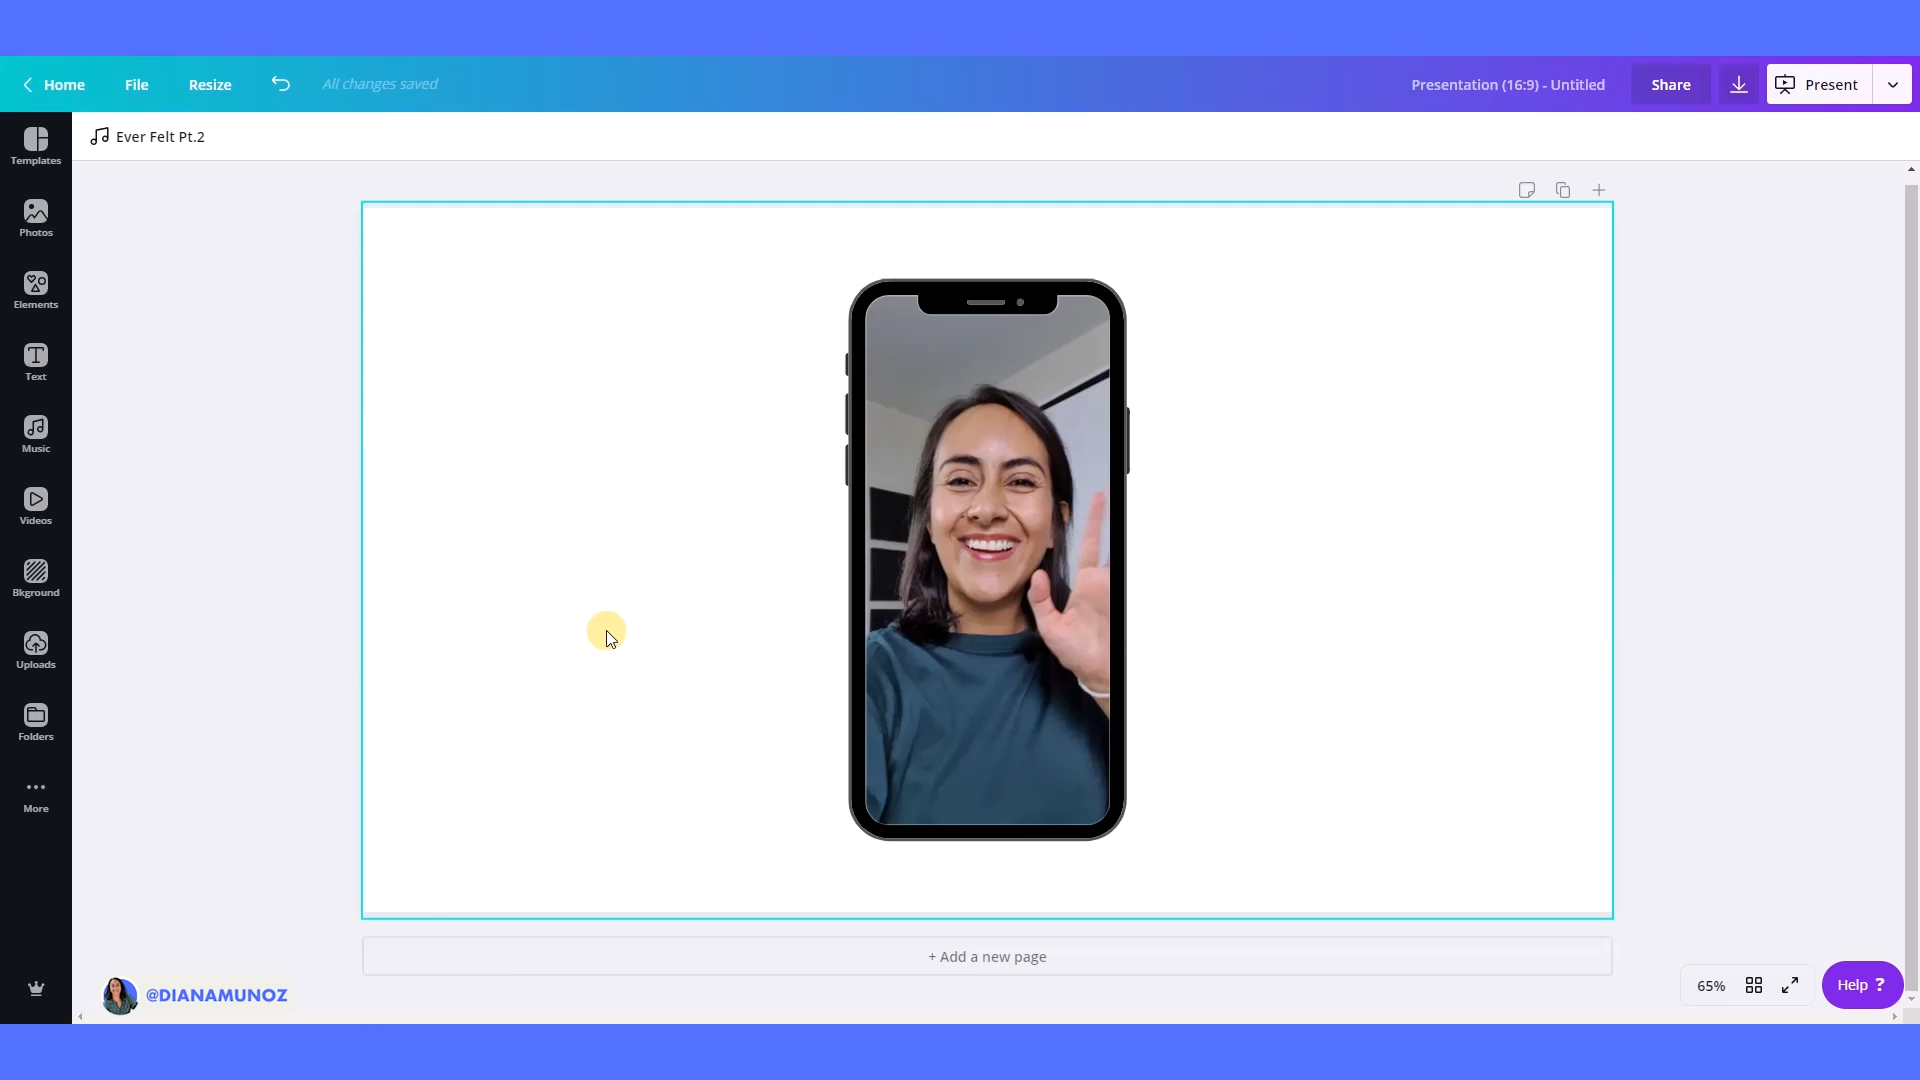 Home
File
Resize
All changes saved
Presentation (16:9) - Untitled
Share
Present
Ever Felt Pt.2
Templates
Photos
Elements
Text
Music
Videos
Bkground
Uploads
Folders
More
+ Add a new page
@DIANAMUNOZ
65%
Help ?